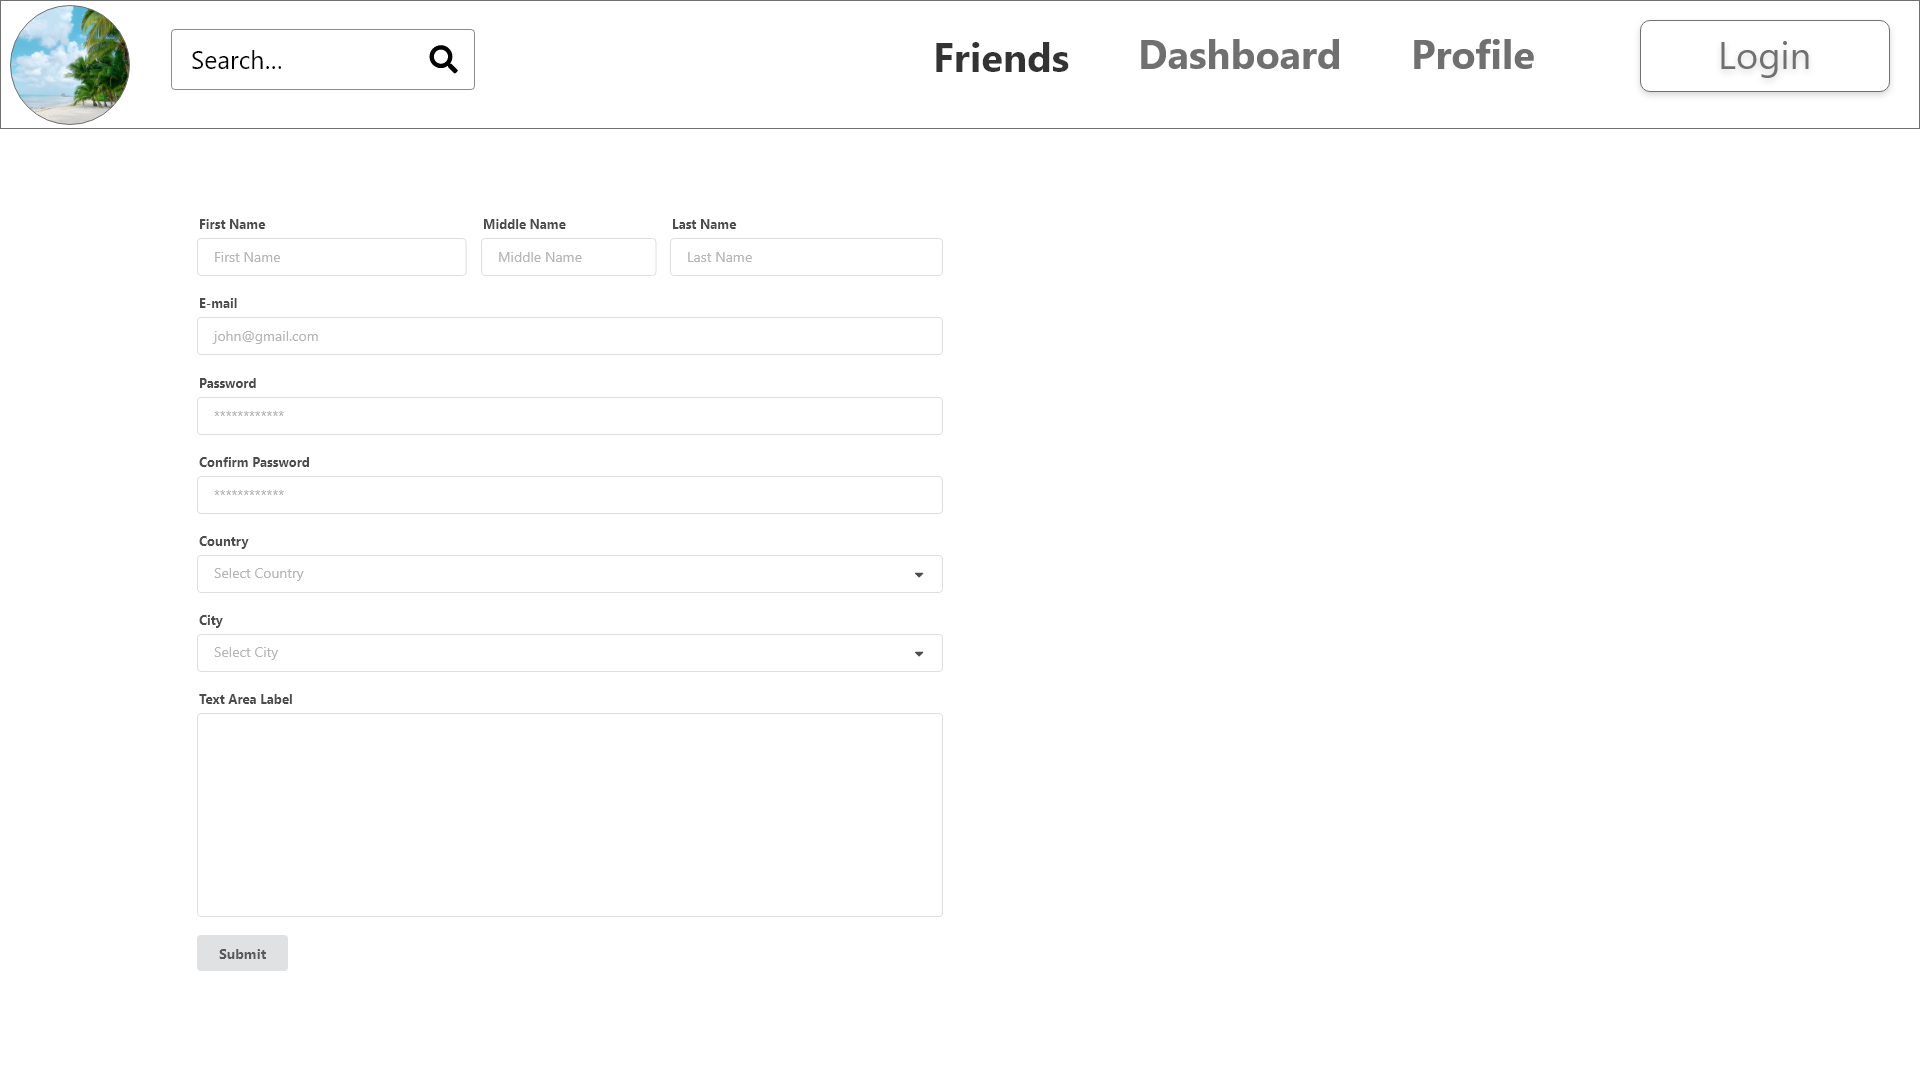 Search...
Friends Dashboard Profile Login
First Name Middle Name Last Name
First Name Middle Name Last Name
E-mail
john@gmail.com
Password
************
Confirm Password
************
Country
Select Country
City
Select City
Text Area Label
Submit